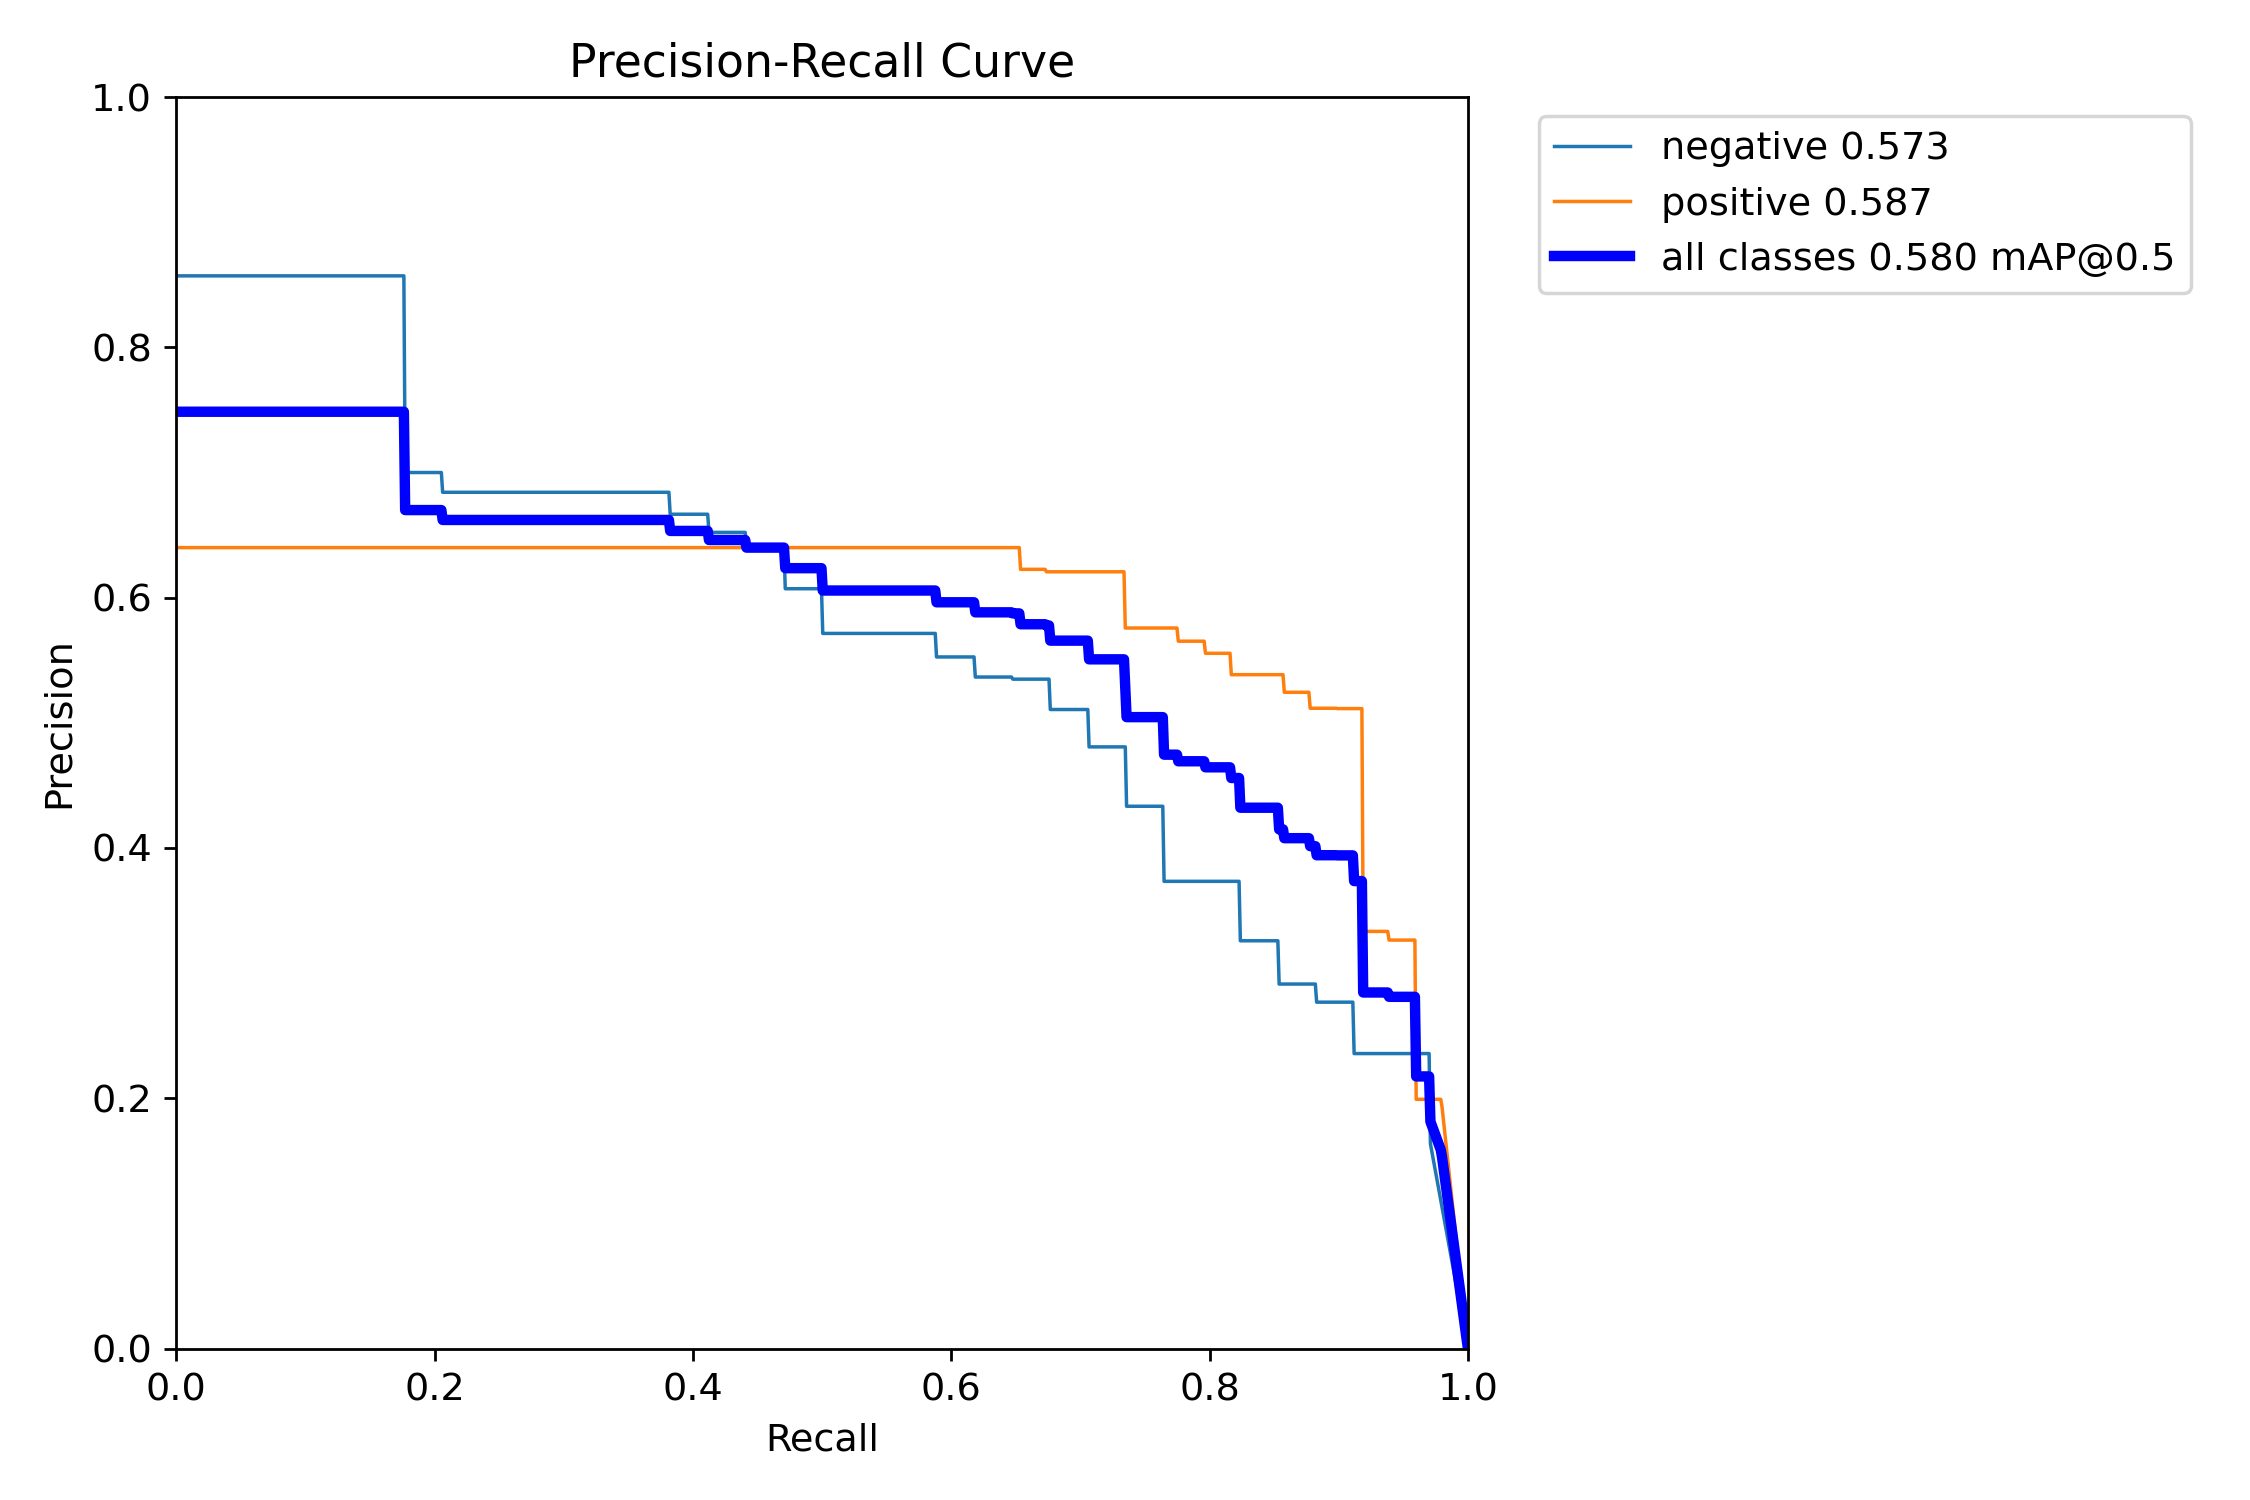 Precision-Recall Curve
1.0
0.8
0.6
0.4
0.2
0.0
Precision
0.0 0.2 0.4 0.6 0.8 1.0
Recall
negative 0.573
positive 0.587
all classes 0.580 mAP@0.5